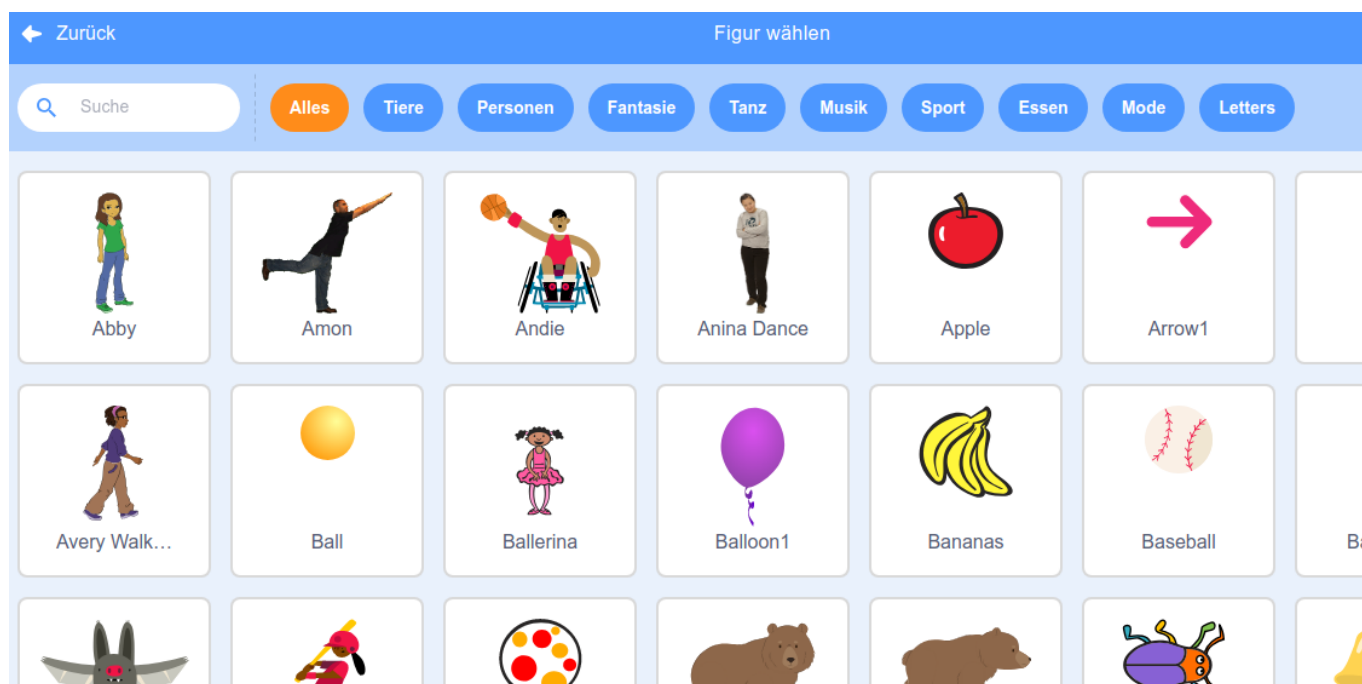 Zurück
Figur wählen
Suche
Alles
Tiere
Personen
Fantasie
Tanz
Musik
Sport
Essen
Mode
Letters
Abby
Amon
Andie
Anina Dance
Apple
Arrow1
Avery Walk…
Ball
Ballerina
Balloon1
Bananas
Baseball